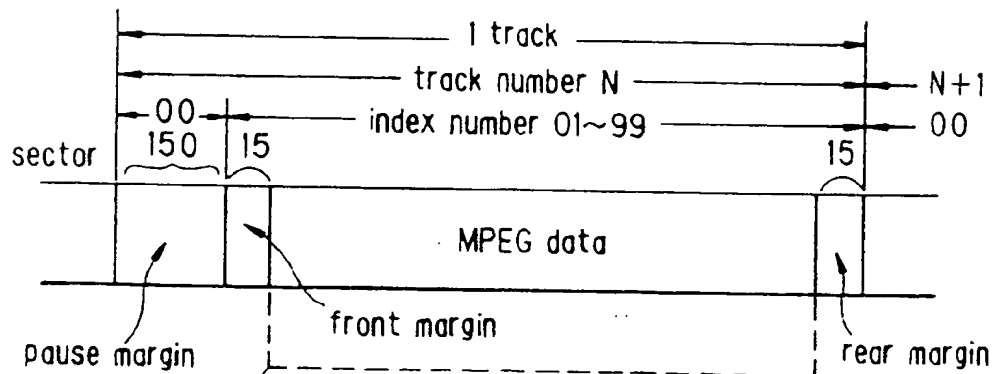 1 track
track number N N+1
00 index number 01~99 00
sector 150 15 15
MPEG data
pause margin front margin rear margin